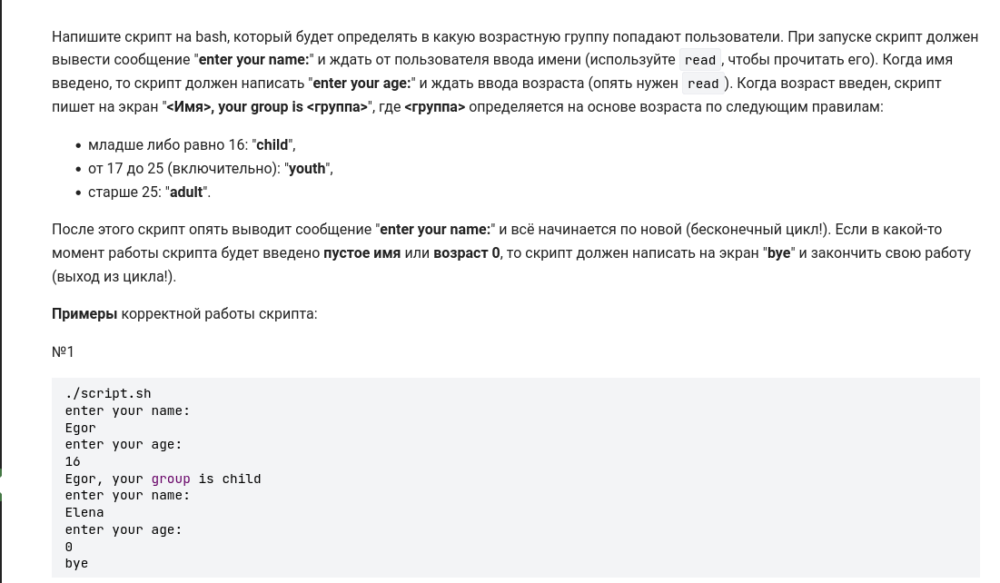 Напишите скрипт на bash, который будет определять в какую возрастную группу попадают пользователи. При запуске скрипт должен
вывести сообщение "enter your name:" и ждать от пользователя ввода имени (используйте read, чтобы прочитать его). Когда имя
введено, то скрипт должен написать "enter your age:" и ждать ввода возраста (опять нужен read). Когда возраст введен, скрипт
пишет на экран "<Имя>, your group is <группа>", где <группа> определяется на основе возраста по следующим правилам:
• младше либо равно 16: "child",
• от 17 до 25 (включительно): "youth",
• старше 25: "adult".
После этого скрипт опять выводит сообщение "enter your name:" и всё начинается по новой (бесконечный цикл!). Если в какой-то
момент работы скрипта будет введено пустое имя или возраст 0, то скрипт должен написать на экран "bye" и закончить свою работу
(выход из цикла!).
Примеры корректной работы скрипта:
№1
./script.sh
enter your name:
Egor
enter your age:
16
Egor, your group is child
enter your name:
Elena
enter your age:
0
bye